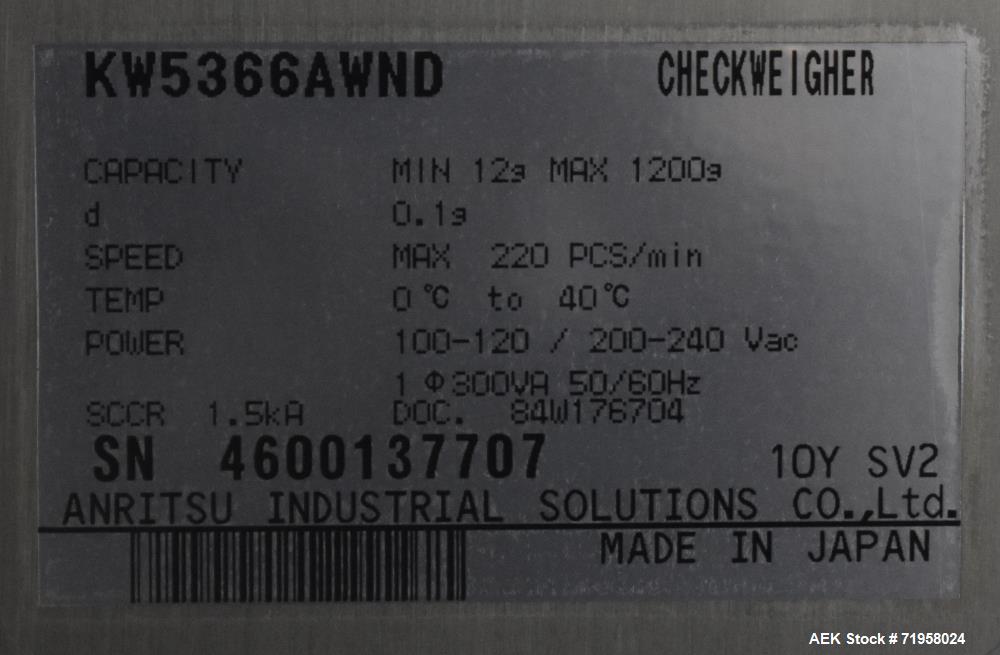 KW5366AWND CHECKWEIGHER
CAPACITY MIN 12g MAX 1200g
d 0.1g
SPEED MAX 220 PCS/min
TEMP 0℃ to 40℃
POWER 100-120 / 200-240 Vac
1 Φ 300VA 50/60Hz
SCCR 1.5kA DOC. 84W176704
SN 4600137707 10Y SV2
ANRITSU INDUSTRIAL SOLUTIONS CO.,Ltd.
MADE IN JAPAN
AEK Stock # 71958024